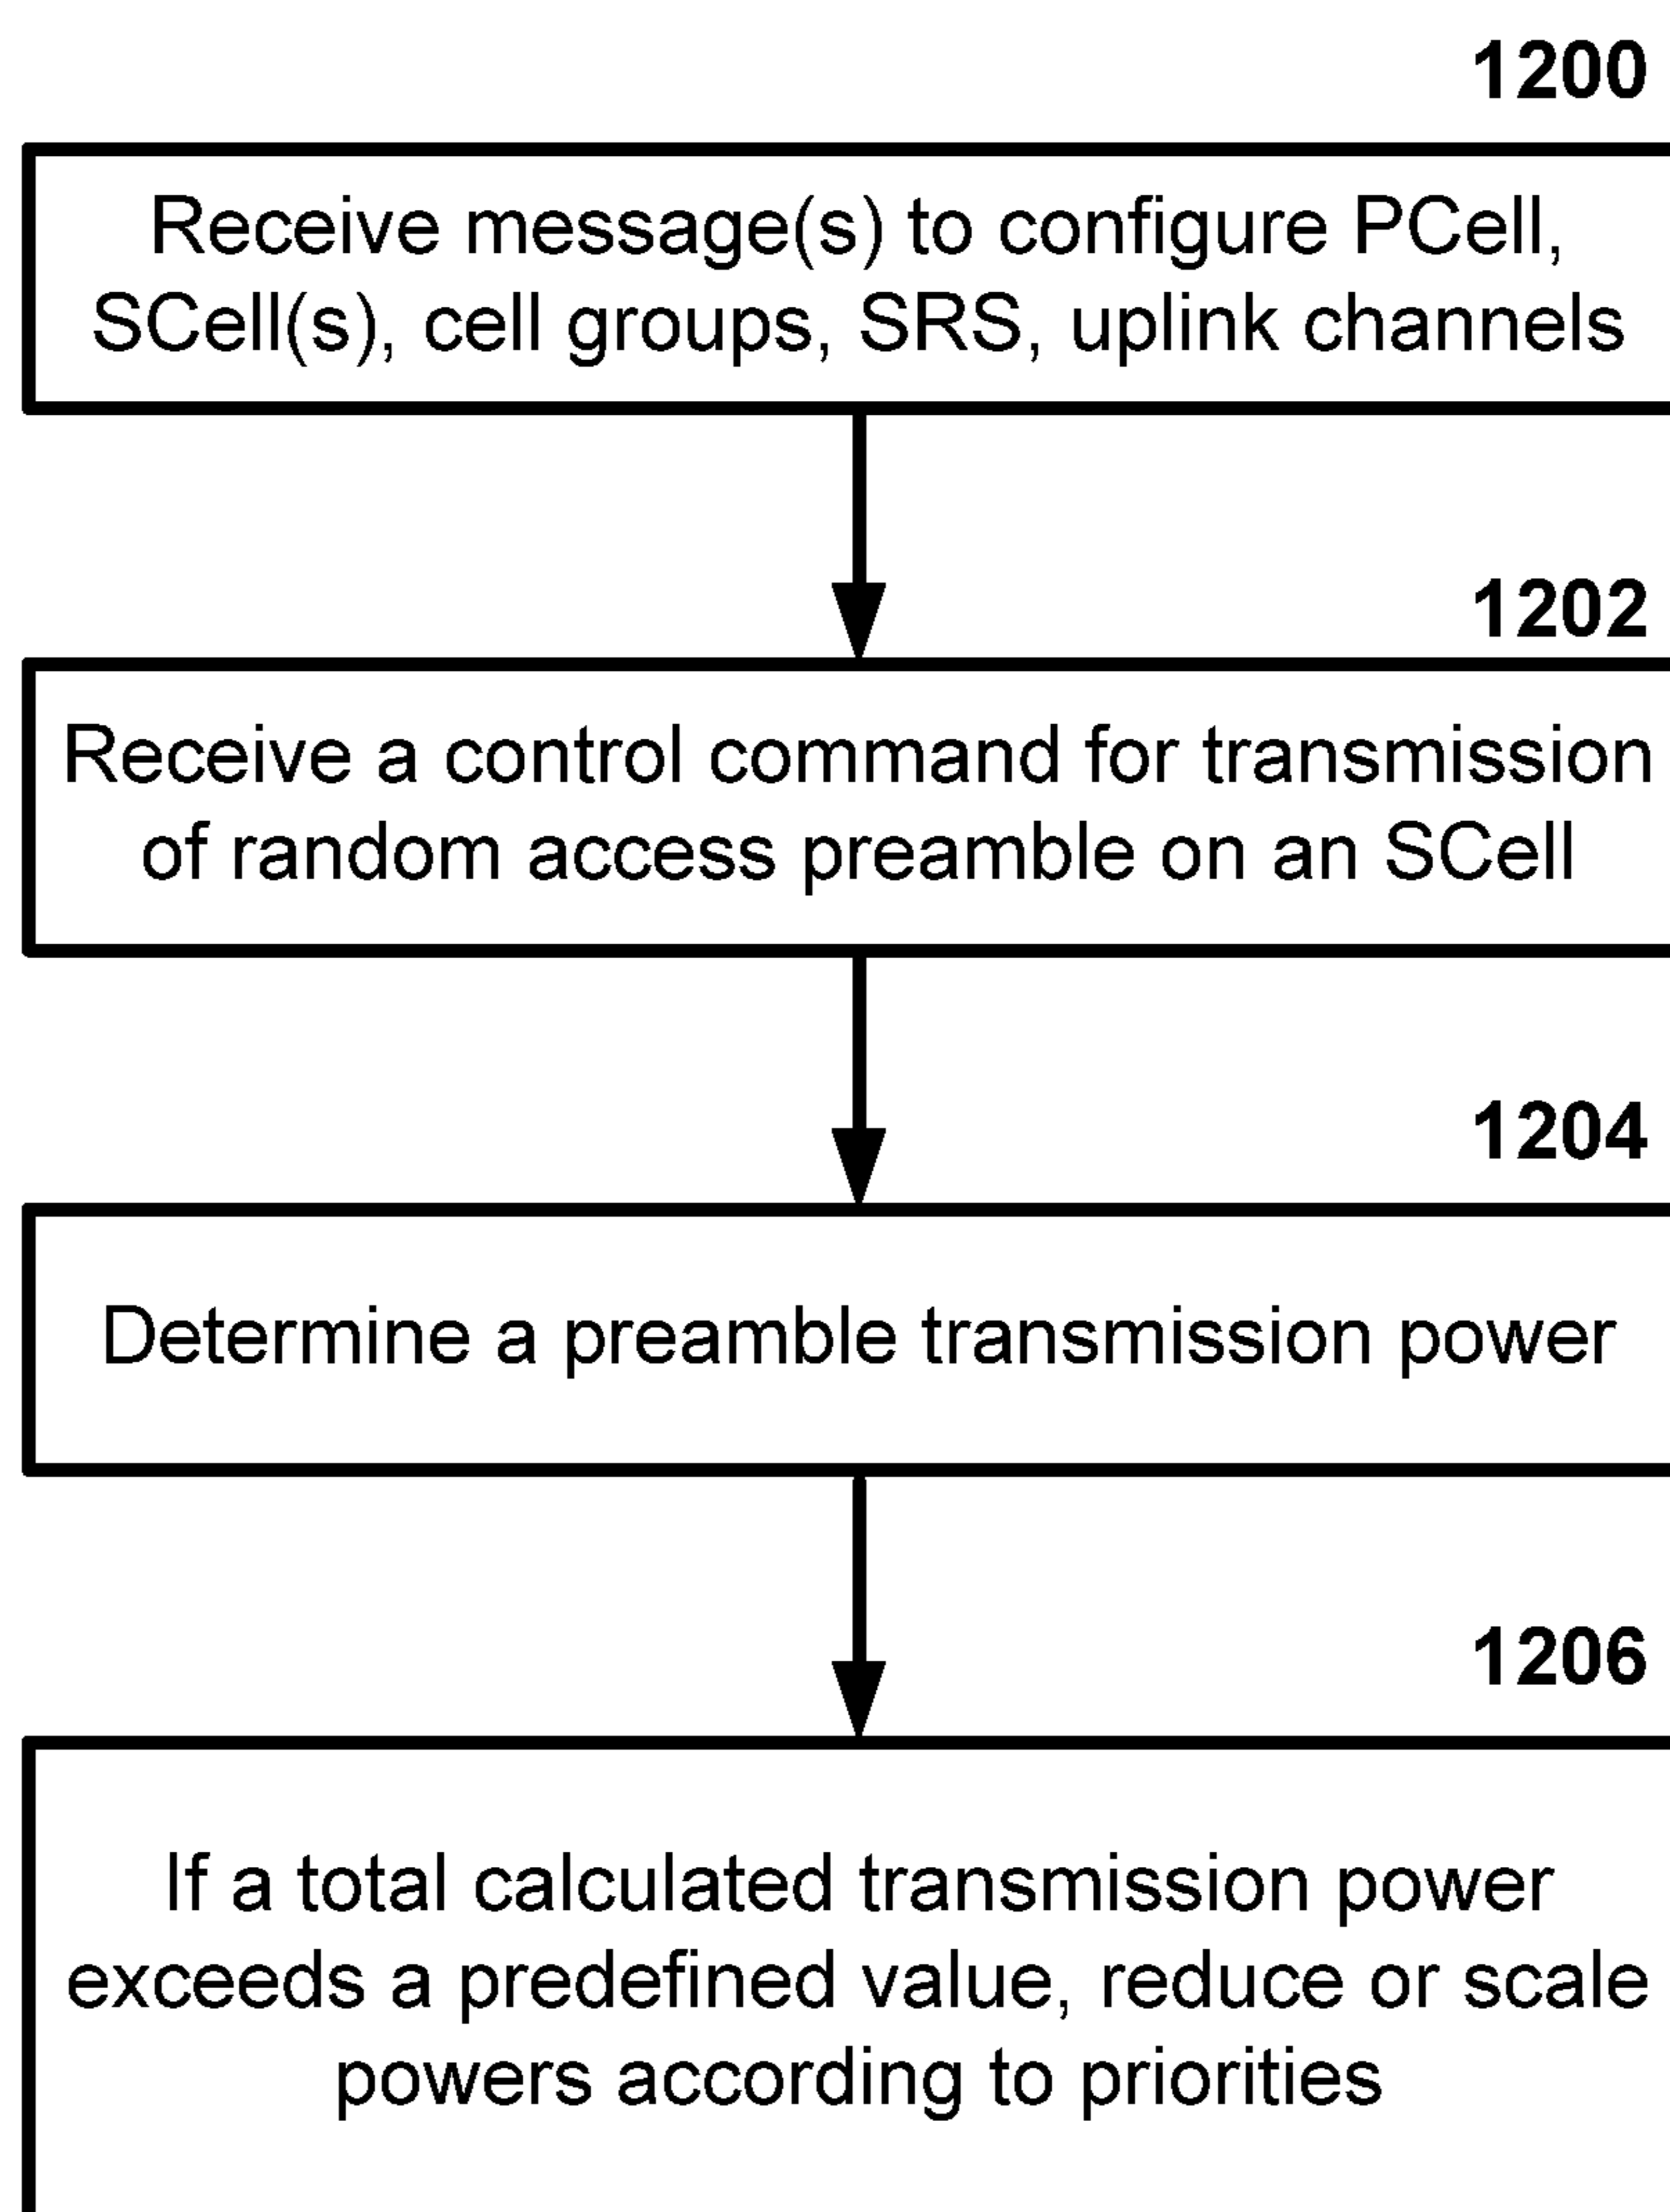 1200
Receive message(s) to configure PCell,
SCell(s), cell groups, SRS, uplink channels
1202
Receive a control command for transmission
of random access preamble on an SCell
1204
Determine a preamble transmission power
1206
If a total calculated transmission power
exceeds a predefined value, reduce or scale
powers according to priorities